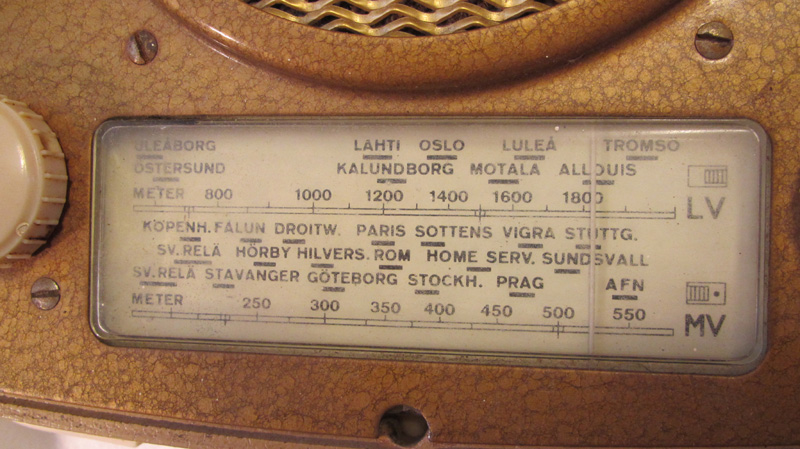 ULEÅBORG LAHTI OSLO LULEÅ TROMSO
ÖSTERSUND KALUNDBORG MOTALA ALLOUIS
METER 800 1000 1200 1400 1600 1800
LV
KÖPENH. FALUN DROITW. PARIS SOTTENS VIGRA STUTTG.
SV. RELÄ HÖRBY HILVERS. ROM HOME SERV. SUNDSVALL
SV. RELÄ STAVANGER GÖTEBORG STOCKH. PRAG AFN
METER 250 300 350 400 450 500 550
MV